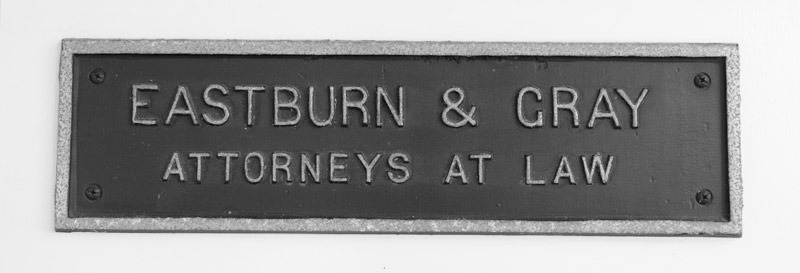 EASTBURN & GRAY
ATTORNEYS AT LAW